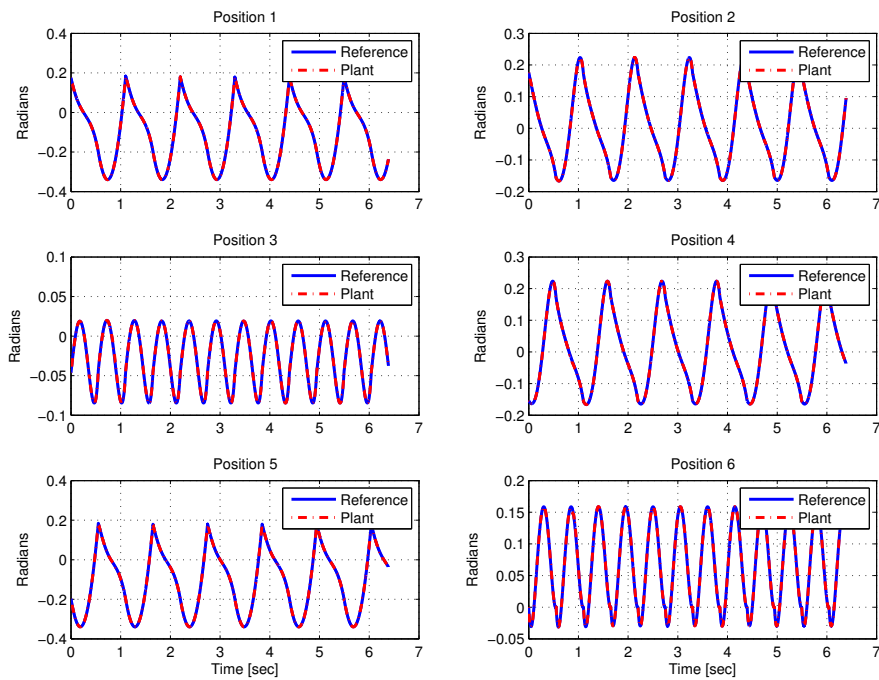 Position 1
0.4
0.2
0
−0.2
−0.4
Radians
Reference
Plant
0 1 2 3 4 5 6 7
Position 2
0.3
0.2
0.1
0
−0.1
−0.2
Radians
Reference
Plant
0 1 2 3 4 5 6 7
Position 3
0.1
0.05
0
−0.05
−0.1
Radians
Reference
Plant
0 1 2 3 4 5 6 7
Position 4
0.3
0.2
0.1
0
−0.1
−0.2
Radians
Reference
Plant
0 1 2 3 4 5 6 7
Position 5
0.4
0.2
0
−0.2
−0.4
Radians
Reference
Plant
0 1 2 3 4 5 6 7
Time [sec]
Position 6
0.2
0.15
0.1
0.05
0
−0.05
Radians
Reference
Plant
0 1 2 3 4 5 6 7
Time [sec]